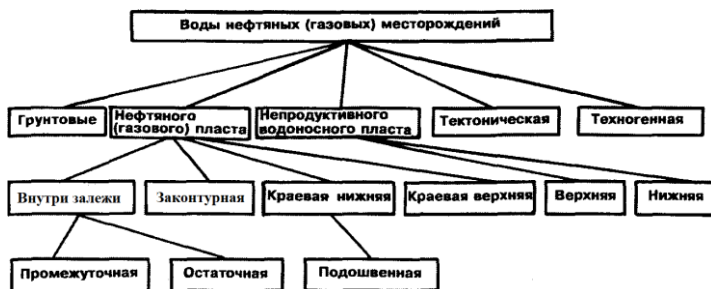 Воды нефтяных (газовых) месторождений
Грунтовые
Нефтяного
(газового) пласта
Непродуктивного
водоносного пласта
Тектоническая
Техногенная
Внутри залежи
Законтурная
Краевая нижняя
Краевая верхняя
Верхняя
Нижняя
Промежуточная
Остаточная
Подошвенная